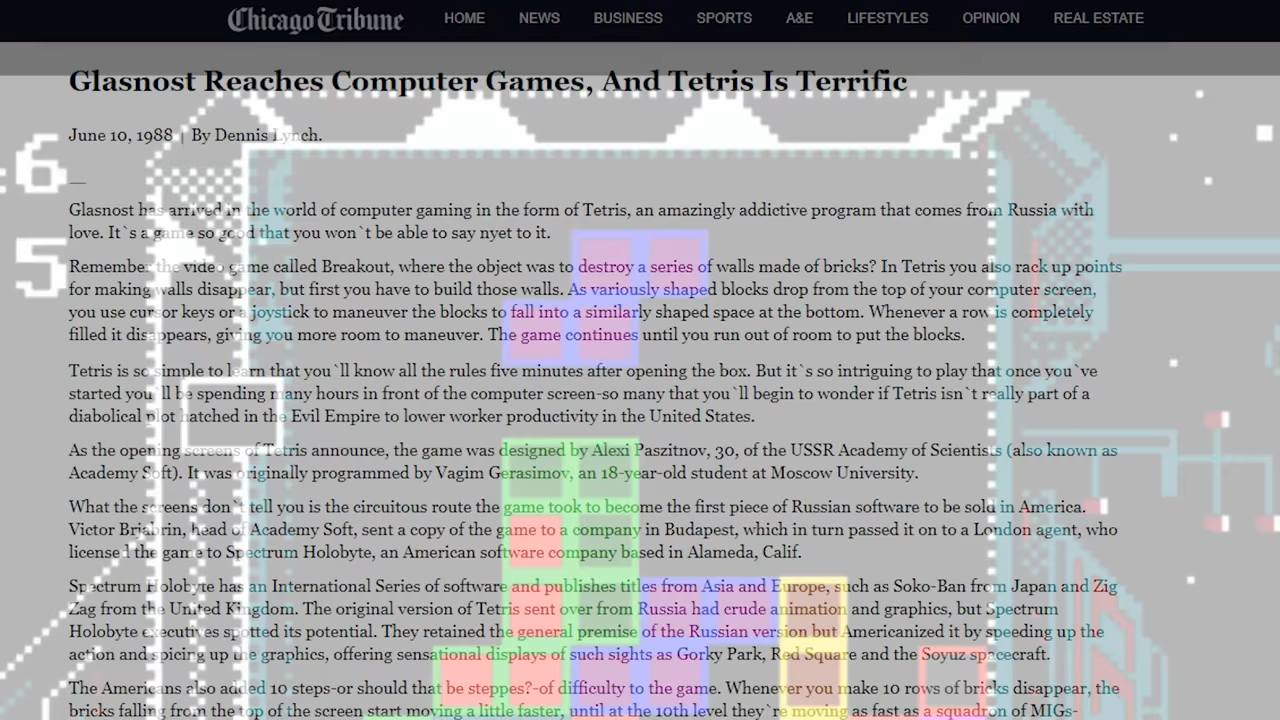 Chicago Tribune HOME NEWS BUSINESS SPORTS A&E LIFESTYLES OPINION REAL ESTATE
Glasnost Reaches Computer Games, And Tetris Is Terrific
June 10, 1988 | By Dennis Lynch.
6
5
—
Glasnost has arrived in the world of computer gaming in the form of Tetris, an amazingly addictive program that comes from Russia with
love. It`s a game so good that you won`t be able to say nyet to it.
Remember the video game called Breakout, where the object was to destroy a series of walls made of bricks? In Tetris you also rack up points
for making walls disappear, but first you have to build those walls. As variously shaped blocks drop from the top of your computer screen,
you use cursor keys or a joystick to maneuver the blocks to fall into a similarly shaped space at the bottom. Whenever a row is completely
filled it disappears, giving you more room to maneuver. The game continues until you run out of room to put the blocks.
Tetris is so simple to learn that you`ll know all the rules five minutes after opening the box. But it`s so intriguing to play that once you`ve
started you`ll be spending many hours in front of the computer screen-so many that you`ll begin to wonder if Tetris isn`t really part of a
diabolical plot hatched in the Evil Empire to lower worker productivity in the United States.
As the opening screens of Tetris announce, the game was designed by Alexi Paszitnov, 30, of the USSR Academy of Scientists (also known as
Academy Soft). It was originally programmed by Vagim Gerasimov, an 18-year-old student at Moscow University.
What the screens don`t tell you is the circuitous route the game took to become the first piece of Russian software to be sold in America.
Victor Briabrin, head of Academy Soft, sent a copy of the game to a company in Budapest, which in turn passed it on to a London agent, who
licensed the game to Spectrum Holobyte, an American software company based in Alameda, Calif.
Spectrum Holobyte has an International Series of software and publishes titles from Asia and Europe, such as Soko-Ban from Japan and Zig
Zag from the United Kingdom. The original version of Tetris sent over from Russia had crude animation and graphics, but Spectrum
Holobyte executives spotted its potential. They retained the general premise of the Russian version but Americanized it by speeding up the
action and spicing up the graphics, offering sensational displays of such sights as Gorky Park, Red Square and the Soyuz spacecraft.
The Americans also added 10 steps-or should that be steppes?-of difficulty to the game. Whenever you make 10 rows of bricks disappear, the
bricks falling from the top of the screen start moving a little faster, until at the 10th level they`re moving as fast as a squadron of MIGs-